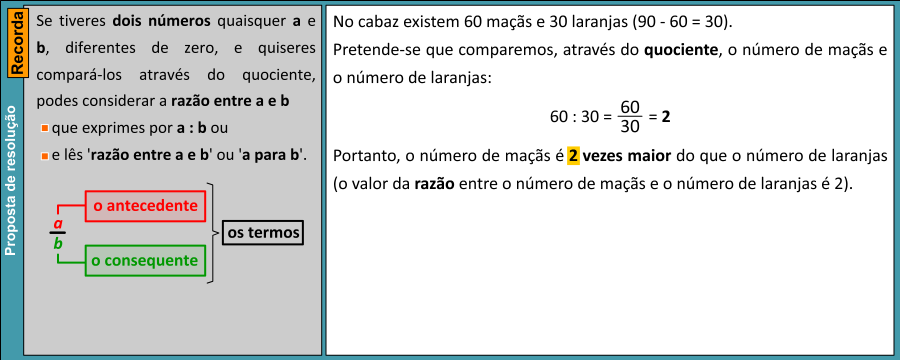 Recorda
Proposta de resolução
Se tiveres dois números quaisquer a e
b, diferentes de zero, e quiseres
compará-los através do quociente,
podes considerar a razão entre a e b
que exprimes por a : b ou
e lês 'razão entre a e b' ou 'a para b'.
a
b
o antecedente
o consequente
os termos
No cabaz existem 60 maçãs e 30 laranjas (90 - 60 = 30).
Pretende-se que comparemos, através do quociente, o número de maçãs e
o número de laranjas:
60 : 30 = 60/30 = 2
Portanto, o número de maçãs é 2 vezes maior do que o número de laranjas
(o valor da razão entre o número de maçãs e o número de laranjas é 2).